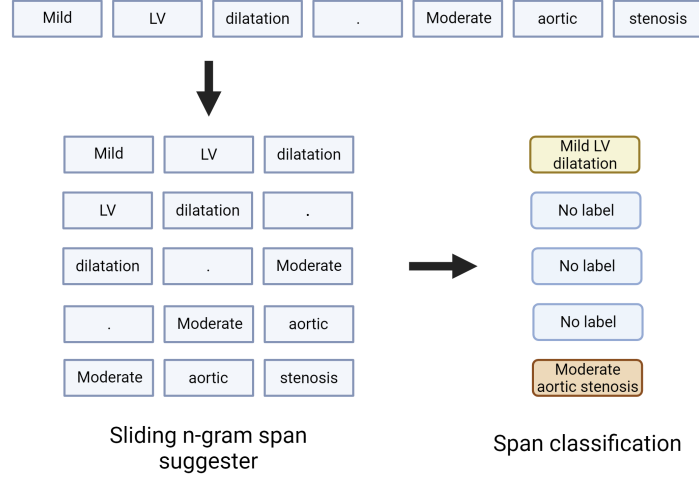 Mild LV dilatation . Moderate aortic stenosis
Mild LV dilatation
LV dilatation .
dilatation . Moderate
. Moderate aortic
Moderate aortic stenosis
Mild LV
dilatation
No label
No label
No label
Moderate
aortic stenosis
Sliding n-gram span
suggester
Span classification